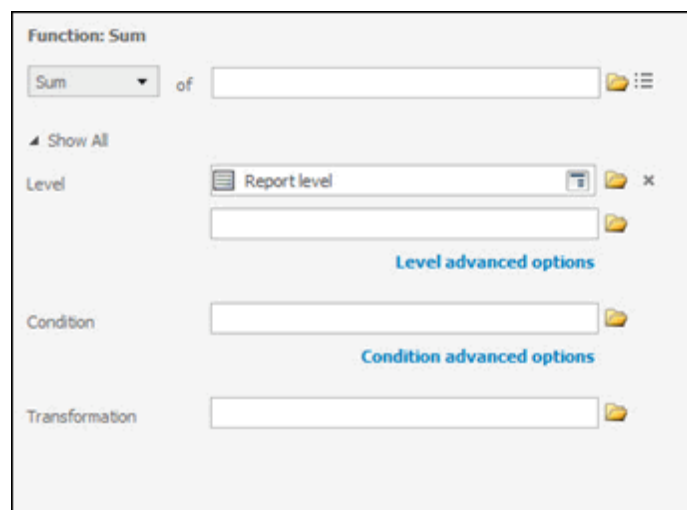 Function: Sum
Sum of
Show All
Level Report level
Level advanced options
Condition
Condition advanced options
Transformation